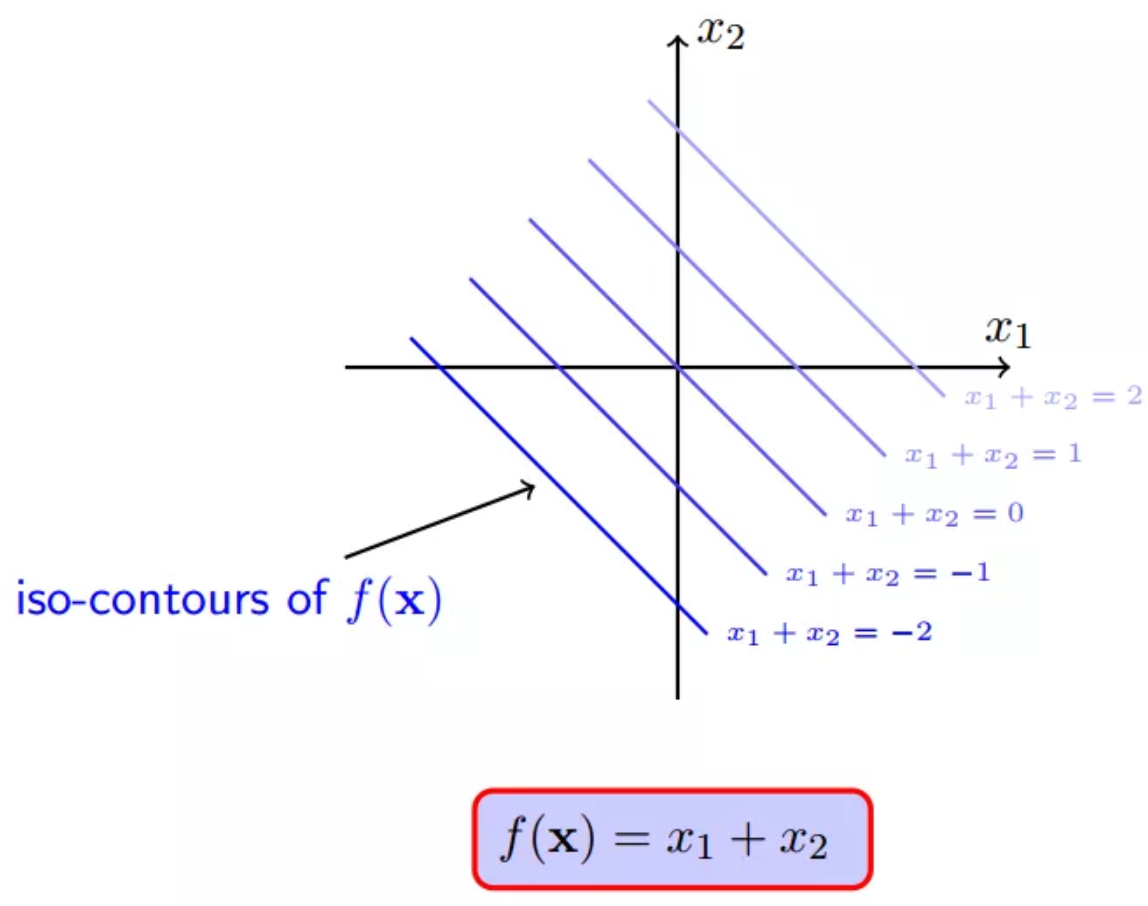 x₂
x₁
x₁ + x₂ = 2
x₁ + x₂ = 1
x₁ + x₂ = 0
x₁ + x₂ = −1
iso-contours of f(𝐱)
x₁ + x₂ = −2
f(𝐱) = x₁ + x₂